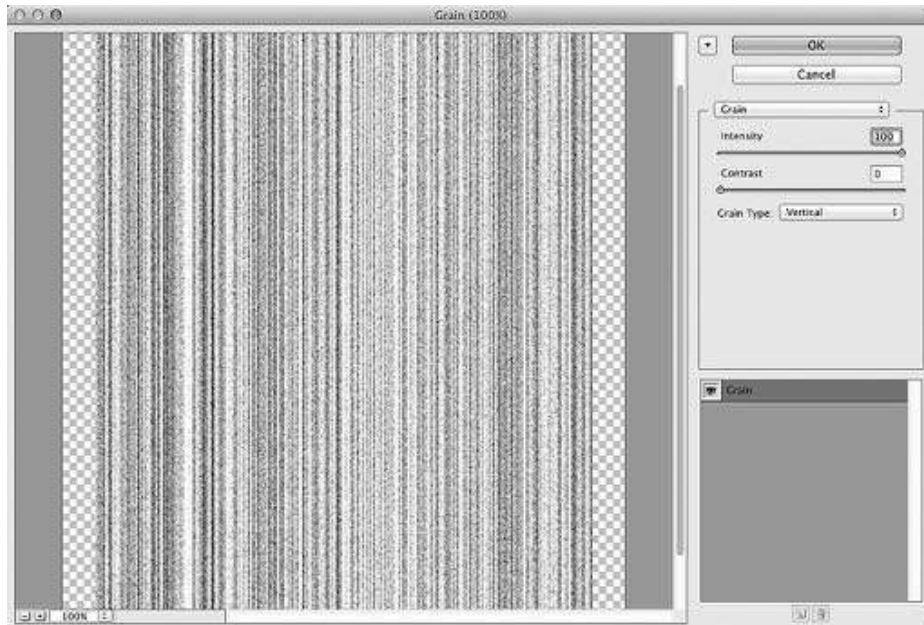 Grain (100%)
OK
Cancel
Grain
Intensity
100
Contrast
0
Grain Type: Vertical
Grain
100%